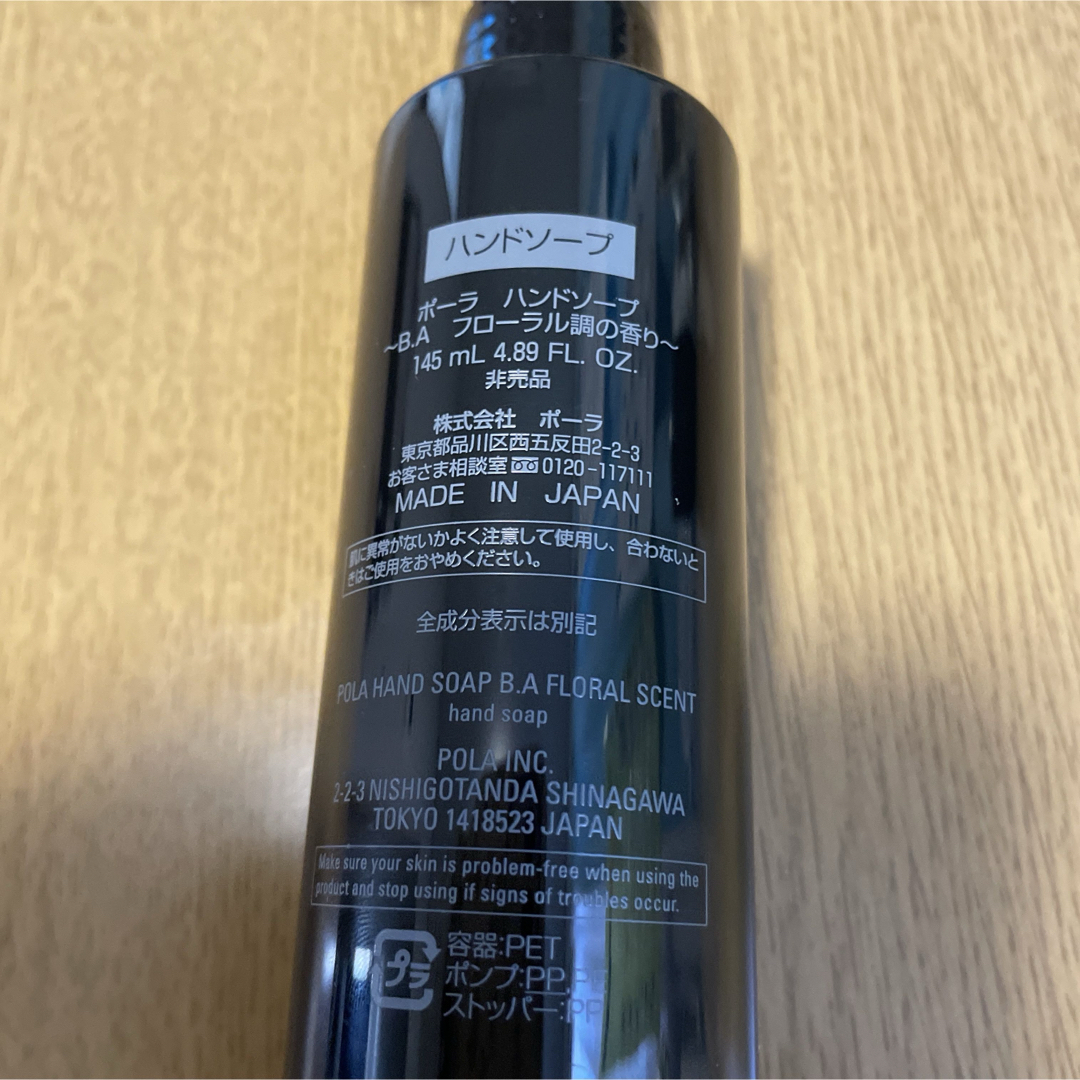 ハンドソープ
ポーラ ハンドソープ
～B.A フローラル調の香り～
145 mL 4.89 FL. OZ.
非売品
株式会社 ポーラ
東京都品川区西五反田2-2-3
お客さま相談室 0120-117111
MADE IN JAPAN
肌に異常がないかよく注意して使用し、合わないと
きはご使用をおやめください。
全成分表示は別記
POLA HAND SOAP B.A FLORAL SCENT
hand soap
POLA INC.
2-2-3 NISHIGOTANDA SHINAGAWA
TOKYO 1418523 JAPAN
Make sure your skin is problem-free when using the
product and stop using if signs of troubles occur.
プラ
容器:PET
ポンプ:PP,PE
ストッパー:PP